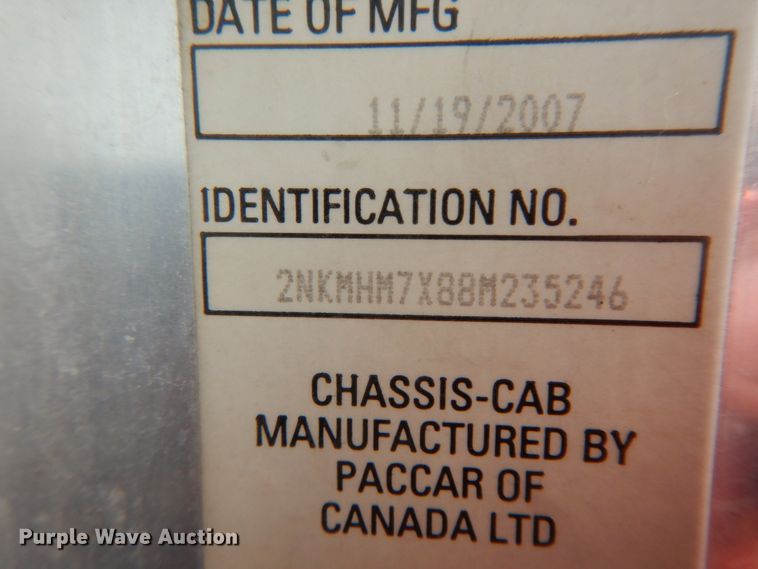 DATE OF MFG
11/19/2007
IDENTIFICATION NO.
2NKMHM7X88M235246
CHASSIS-CAB
MANUFACTURED BY
PACCAR OF
CANADA LTD
Purple Wave Auction